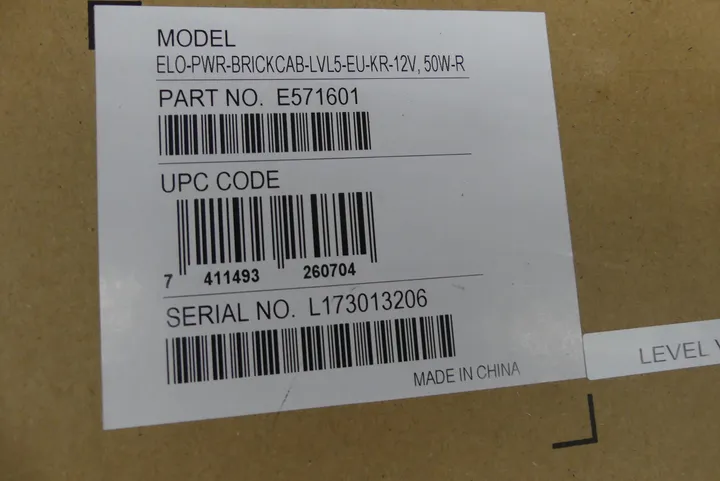 MODEL
ELO-PWR-BRICKCAB-LVL5-EU-KR-12V, 50W-R
PART NO. E571601
UPC CODE
7 411493 260704
SERIAL NO. L173013206
MADE IN CHINA
LEVEL V